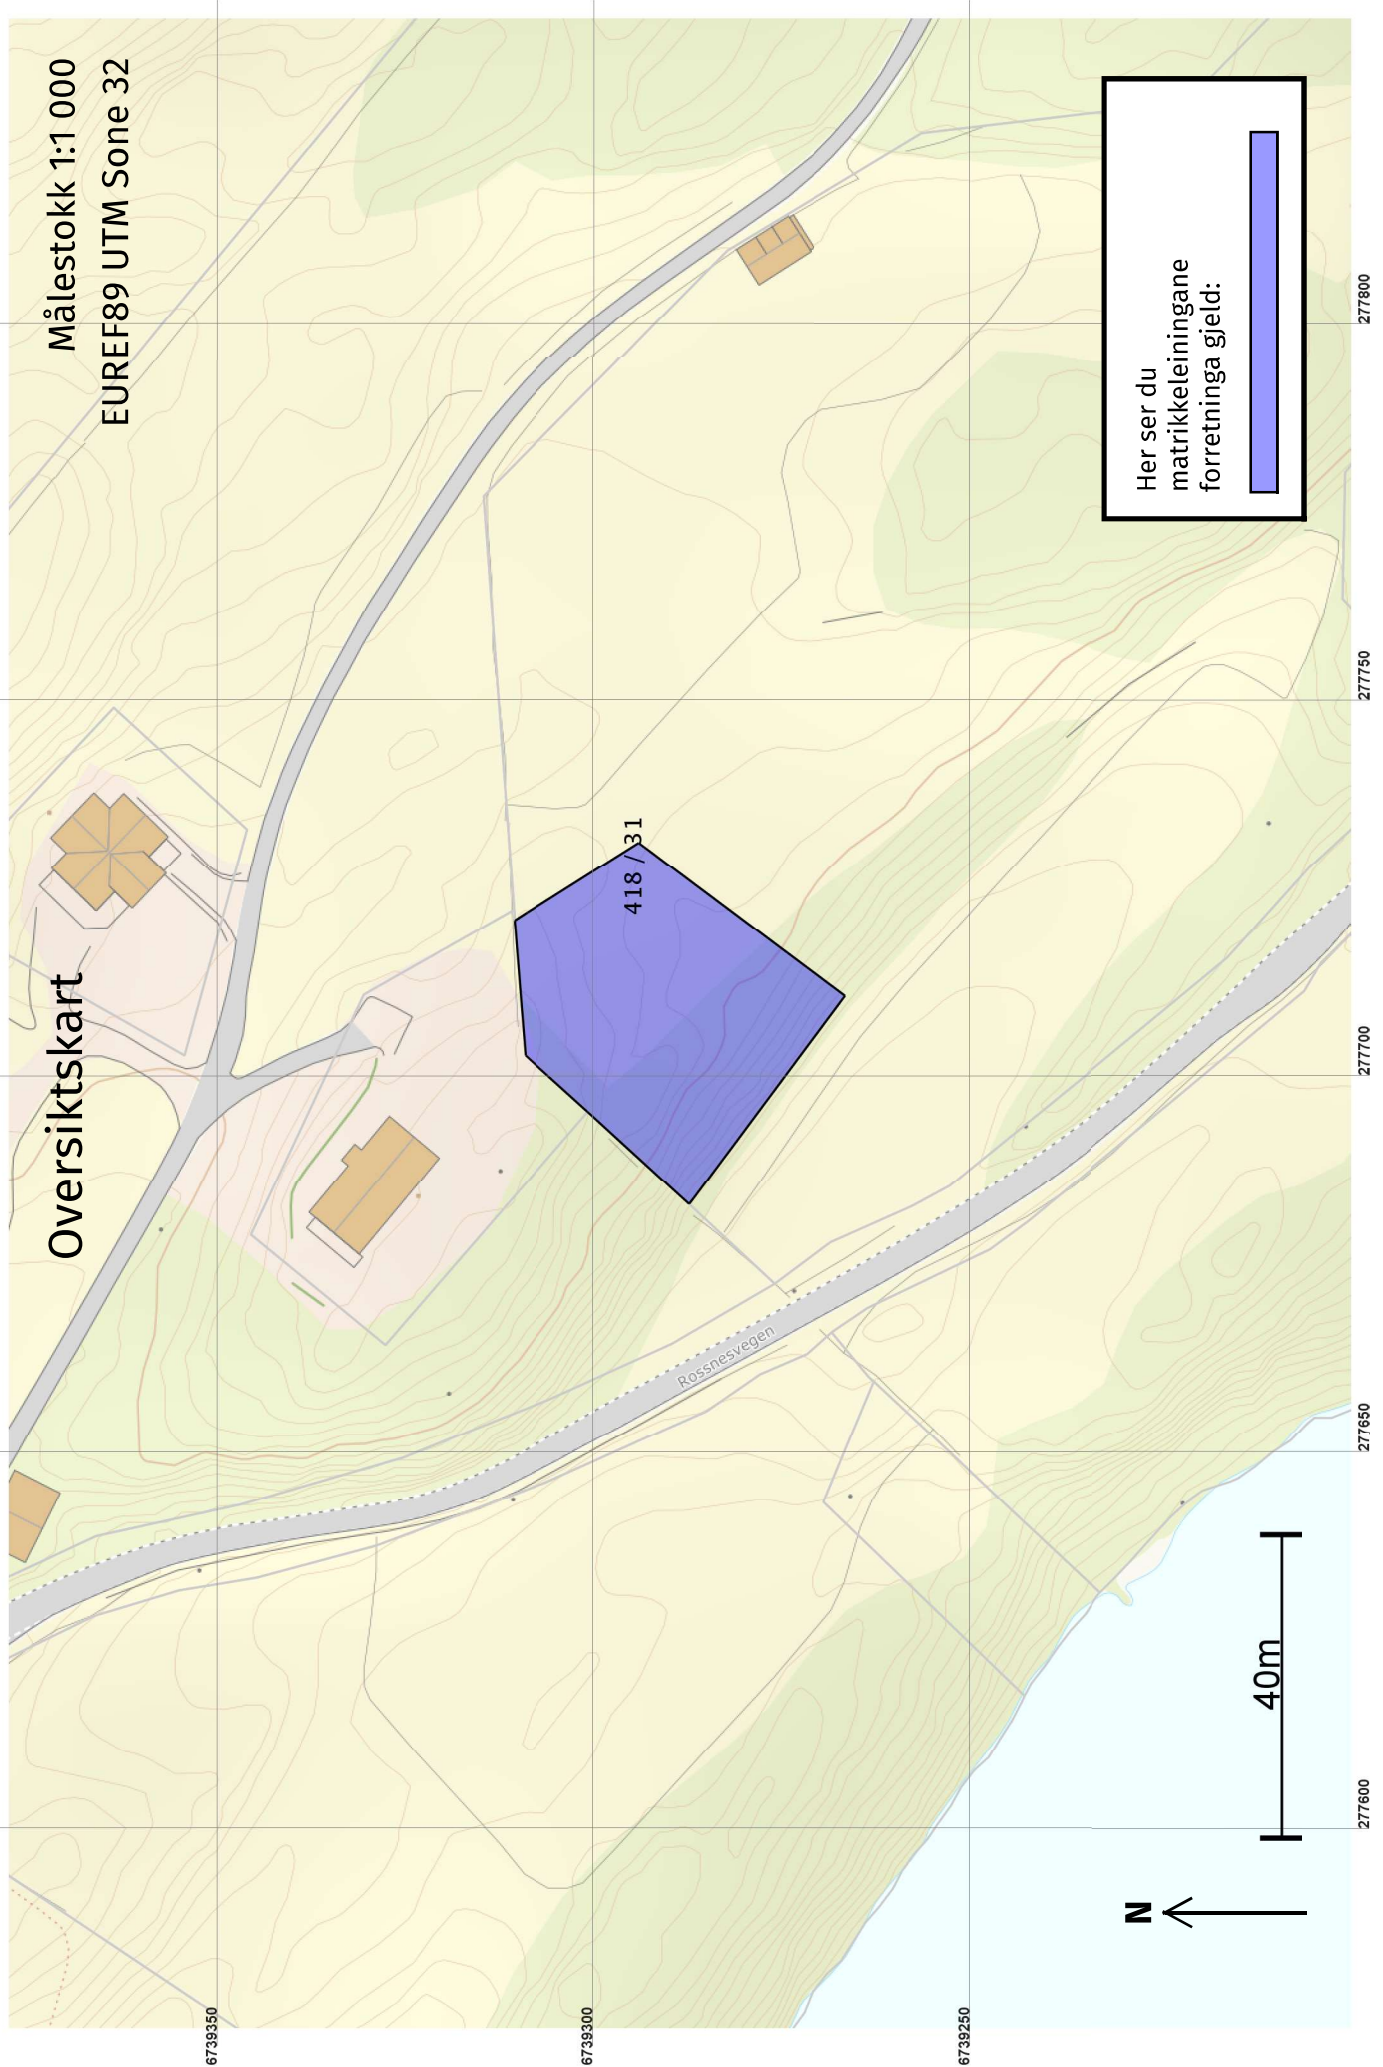 Oversiktskart
Målestokk 1:1 000
EUREF89 UTM Sone 32
418 / 31
Rossnesvegen
Her ser du
matrikkeleiningane
forretninga gjeld:
N
40m
6739350
6739300
6739250
277600
277650
277700
277750
277800